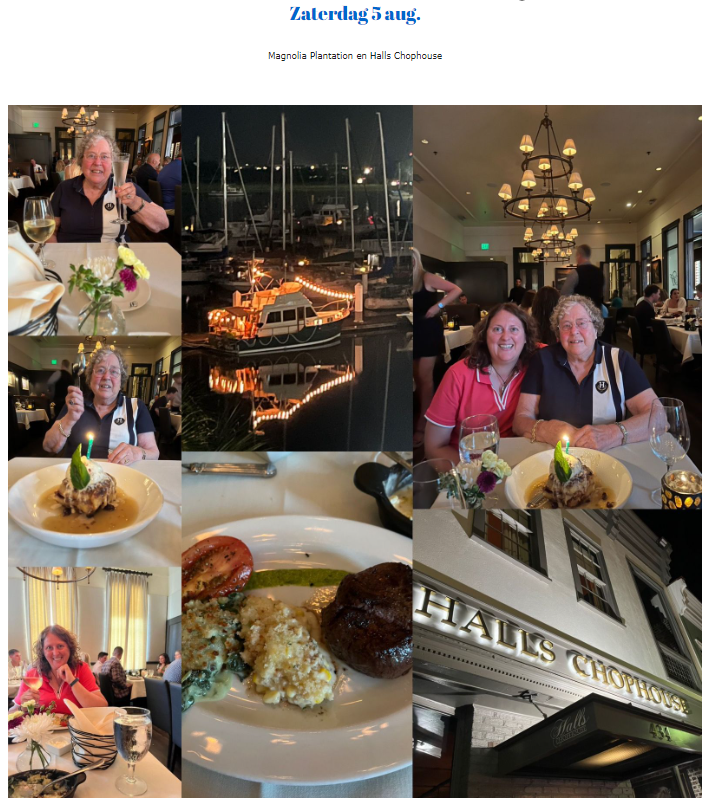 Zaterdag 5 aug.
Magnolia Plantation en Halls Chophouse
HALLS CHOPHOUSE
Halls
434